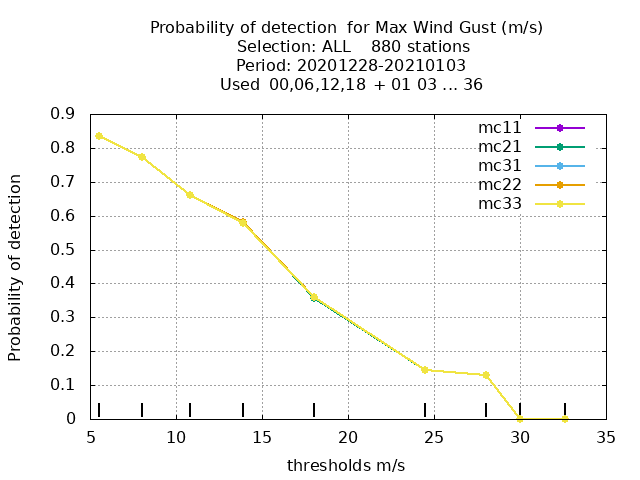 Probability of detection  for Max Wind Gust (m/s)
Selection: ALL    880 stations
Period: 20201228-20210103
Used  00,06,12,18  + 01 03 ... 36
Probability of detection
0.9
0.8
0.7
0.6
0.5
0.4
0.3
0.2
0.1
0
mc11
mc21
mc31
mc22
mc33
5 10 15 20 25 30 35
thresholds m/s